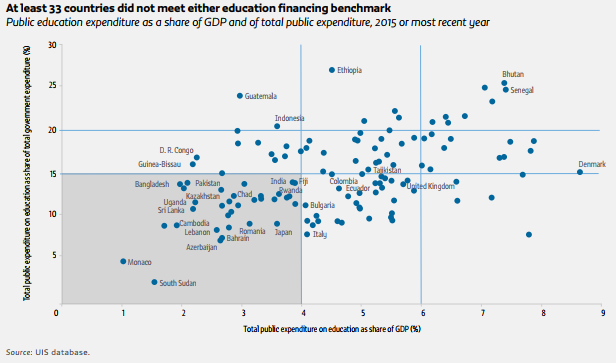 At least 33 countries did not meet either education financing benchmark
Public education expenditure as a share of GDP and of total public expenditure, 2015 or most recent year
Total public expenditure on education as share of total government expenditure (%)
30
25
20
15
10
5
Ethiopia
Bhutan
Senegal
Guatemala
Indonesia
D. R. Congo
Guinea-Bissau
Tajikistan
Denmark
Bangladesh
Pakistan
India
Fiji
Colombia
Ecuador
United Kingdom
Kazakhstan
Chad
Rwanda
Uganda
Sri Lanka
Bulgaria
Cambodia
Lebanon
Romania
Japan
Italy
Bahrain
Azerbaijan
Monaco
South Sudan
0 1 2 3 4 5 6 7 8 9
Total public expenditure on education as share of GDP (%)
Source: UIS database.